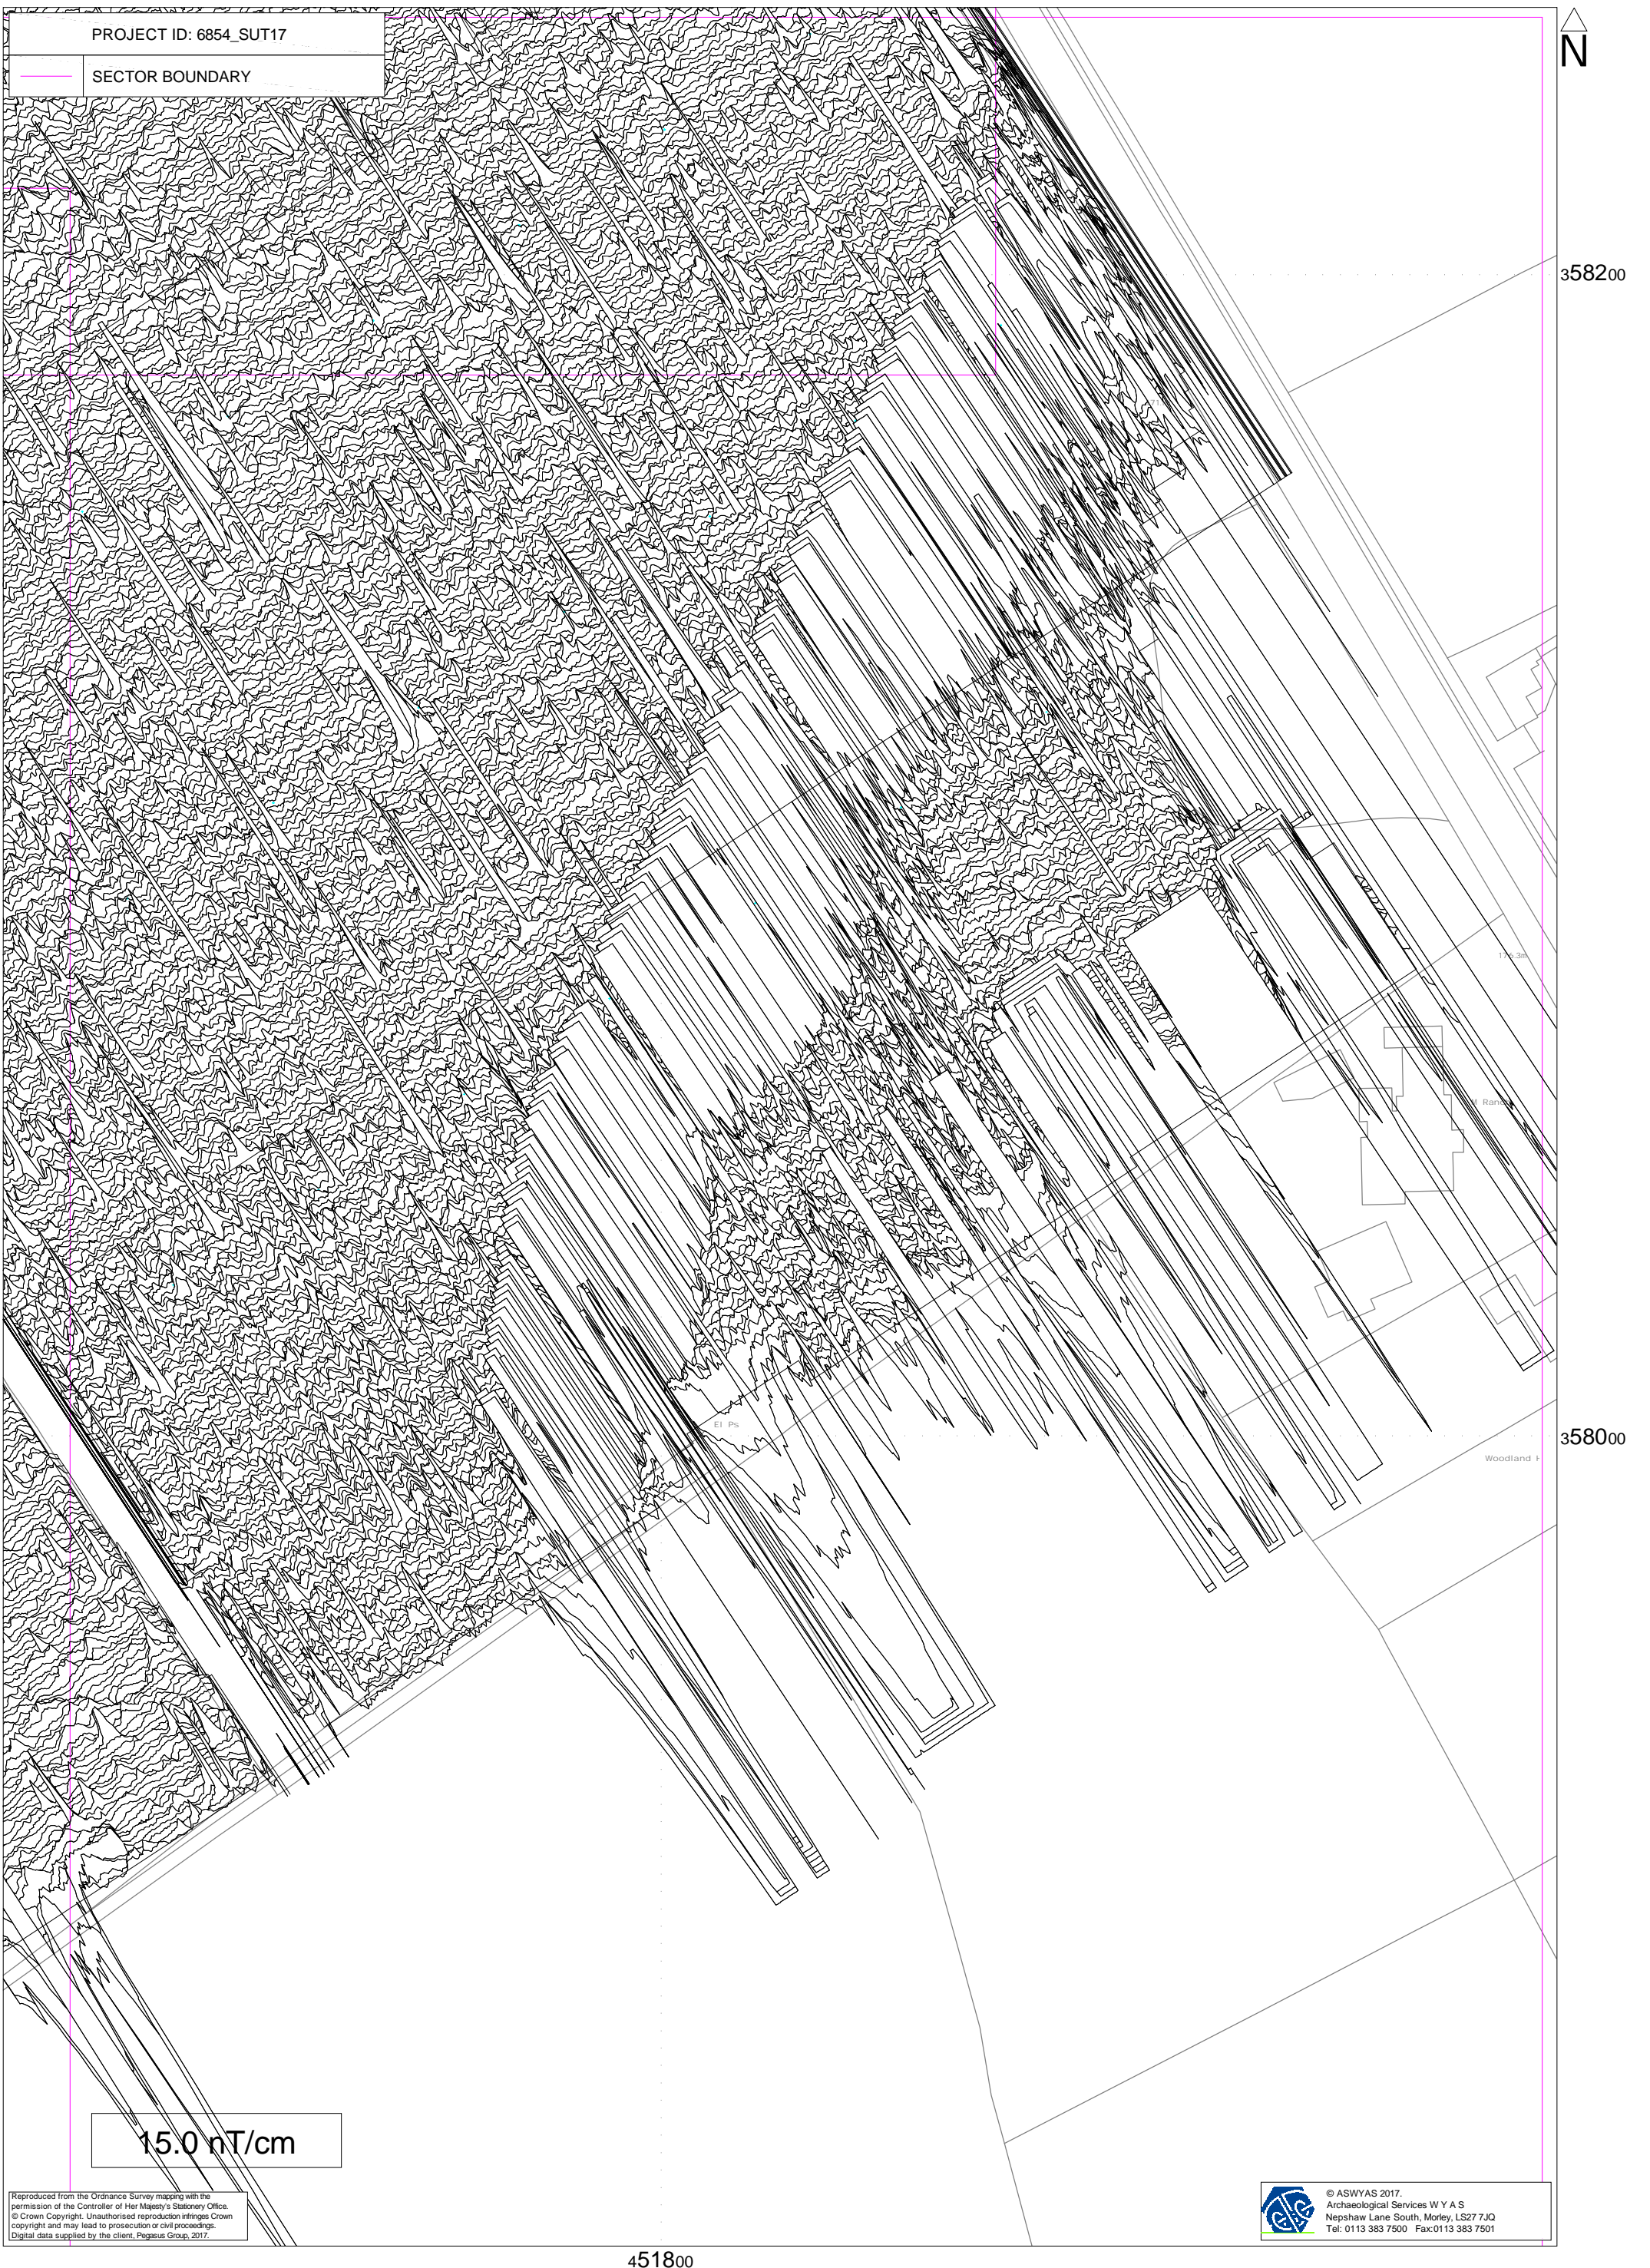 PROJECT ID: 6854_SUT17
SECTOR BOUNDARY
N
358200
El Ps
358000
15.0 nT/cm
Reproduced from the Ordnance Survey mapping with the
permission of the Controller of Her Majesty's Stationery Office.
© Crown Copyright. Unauthorised reproduction infringes Crown
copyright and may lead to prosecution or civil proceedings.
Digital data supplied by the client, Pegasus Group, 2017.
© ASWYAS 2017.
Archaeological Services W Y A S
Nepshaw Lane South, Morley, LS27 7JQ
Tel: 0113 383 7500 Fax:0113 383 7501
451800
Woodland H